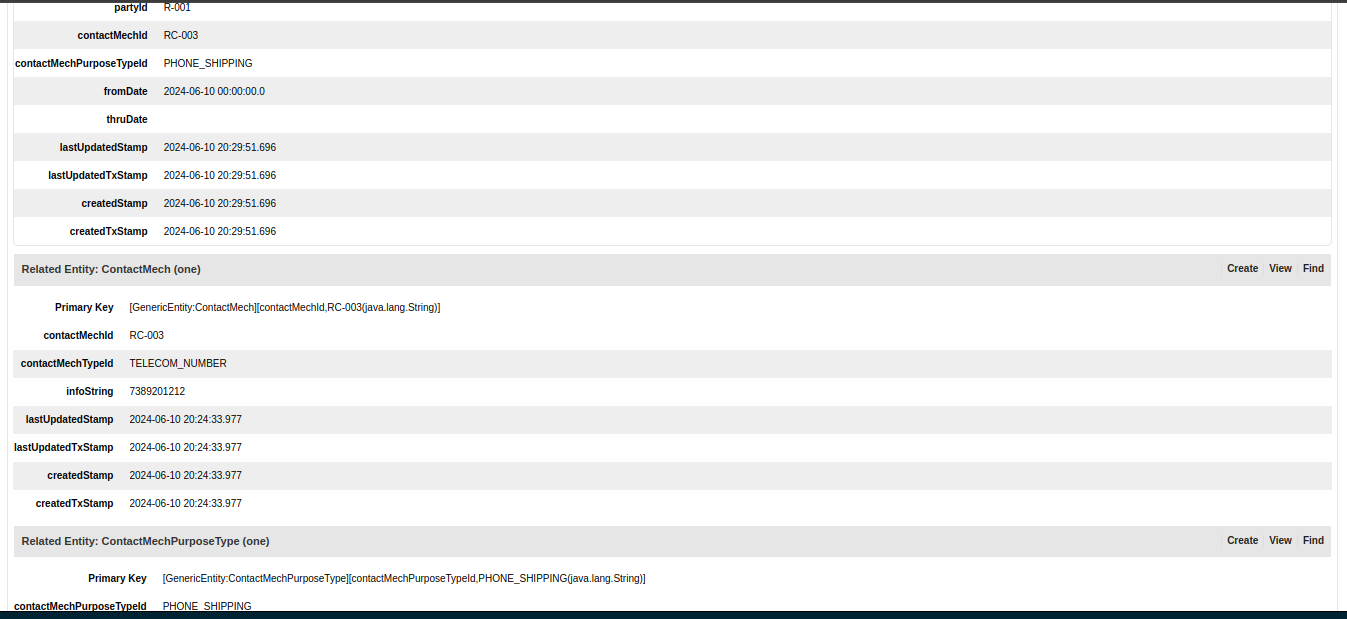 partyId R-001
contactMechId RC-003
contactMechPurposeTypeId PHONE_SHIPPING
fromDate 2024-06-10 00:00:00.0
thruDate
lastUpdatedStamp 2024-06-10 20:29:51.696
lastUpdatedTxStamp 2024-06-10 20:29:51.696
createdStamp 2024-06-10 20:29:51.696
createdTxStamp 2024-06-10 20:29:51.696
Related Entity: ContactMech (one) Create View Find
Primary Key [GenericEntity:ContactMech][contactMechId,RC-003(java.lang.String)]
contactMechId RC-003
contactMechTypeId TELECOM_NUMBER
infoString 7389201212
lastUpdatedStamp 2024-06-10 20:24:33.977
lastUpdatedTxStamp 2024-06-10 20:24:33.977
createdStamp 2024-06-10 20:24:33.977
createdTxStamp 2024-06-10 20:24:33.977
Related Entity: ContactMechPurposeType (one) Create View Find
Primary Key [GenericEntity:ContactMechPurposeType][contactMechPurposeTypeId,PHONE_SHIPPING(java.lang.String)]
contactMechPurposeTypeId PHONE_SHIPPING